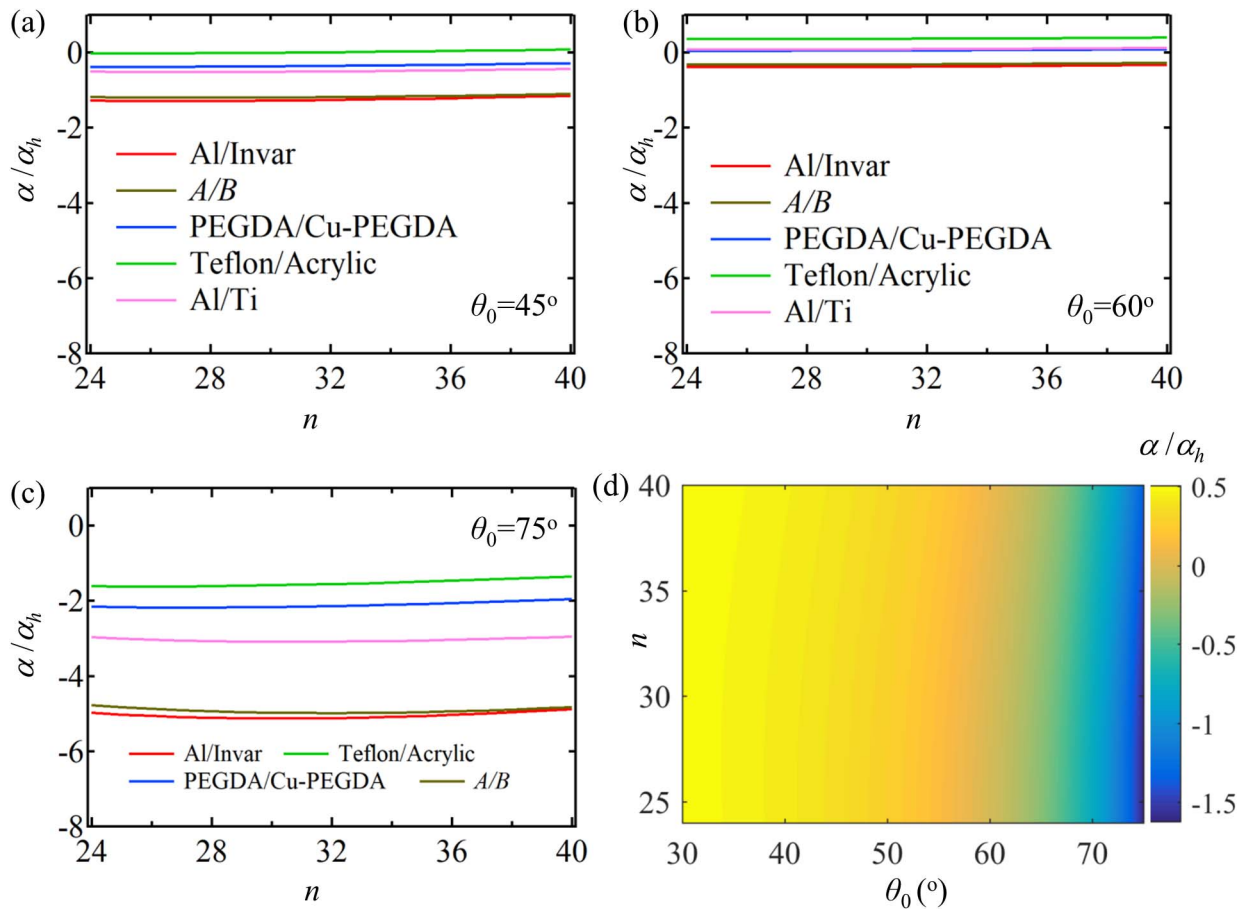 (a)
0
-2
-4
-6
-8
α/αₕ
Al/Invar
A/B
PEGDA/Cu-PEGDA
Teflon/Acrylic
Al/Ti
θ₀=45°
24 28 32 36 40
n
(b)
0
-2
-4
-6
-8
α/αₕ
Al/Invar
A/B
PEGDA/Cu-PEGDA
Teflon/Acrylic
Al/Ti
θ₀=60°
24 28 32 36 40
n
(c)
0
-2
-4
-6
-8
α/αₕ
θ₀=75°
Al/Invar Teflon/Acrylic
PEGDA/Cu-PEGDA A/B
24 28 32 36 40
n
(d)
α/αₕ
40
35
30
25
n
30 40 50 60 70
θ₀(°)
0.5
0
-0.5
-1
-1.5